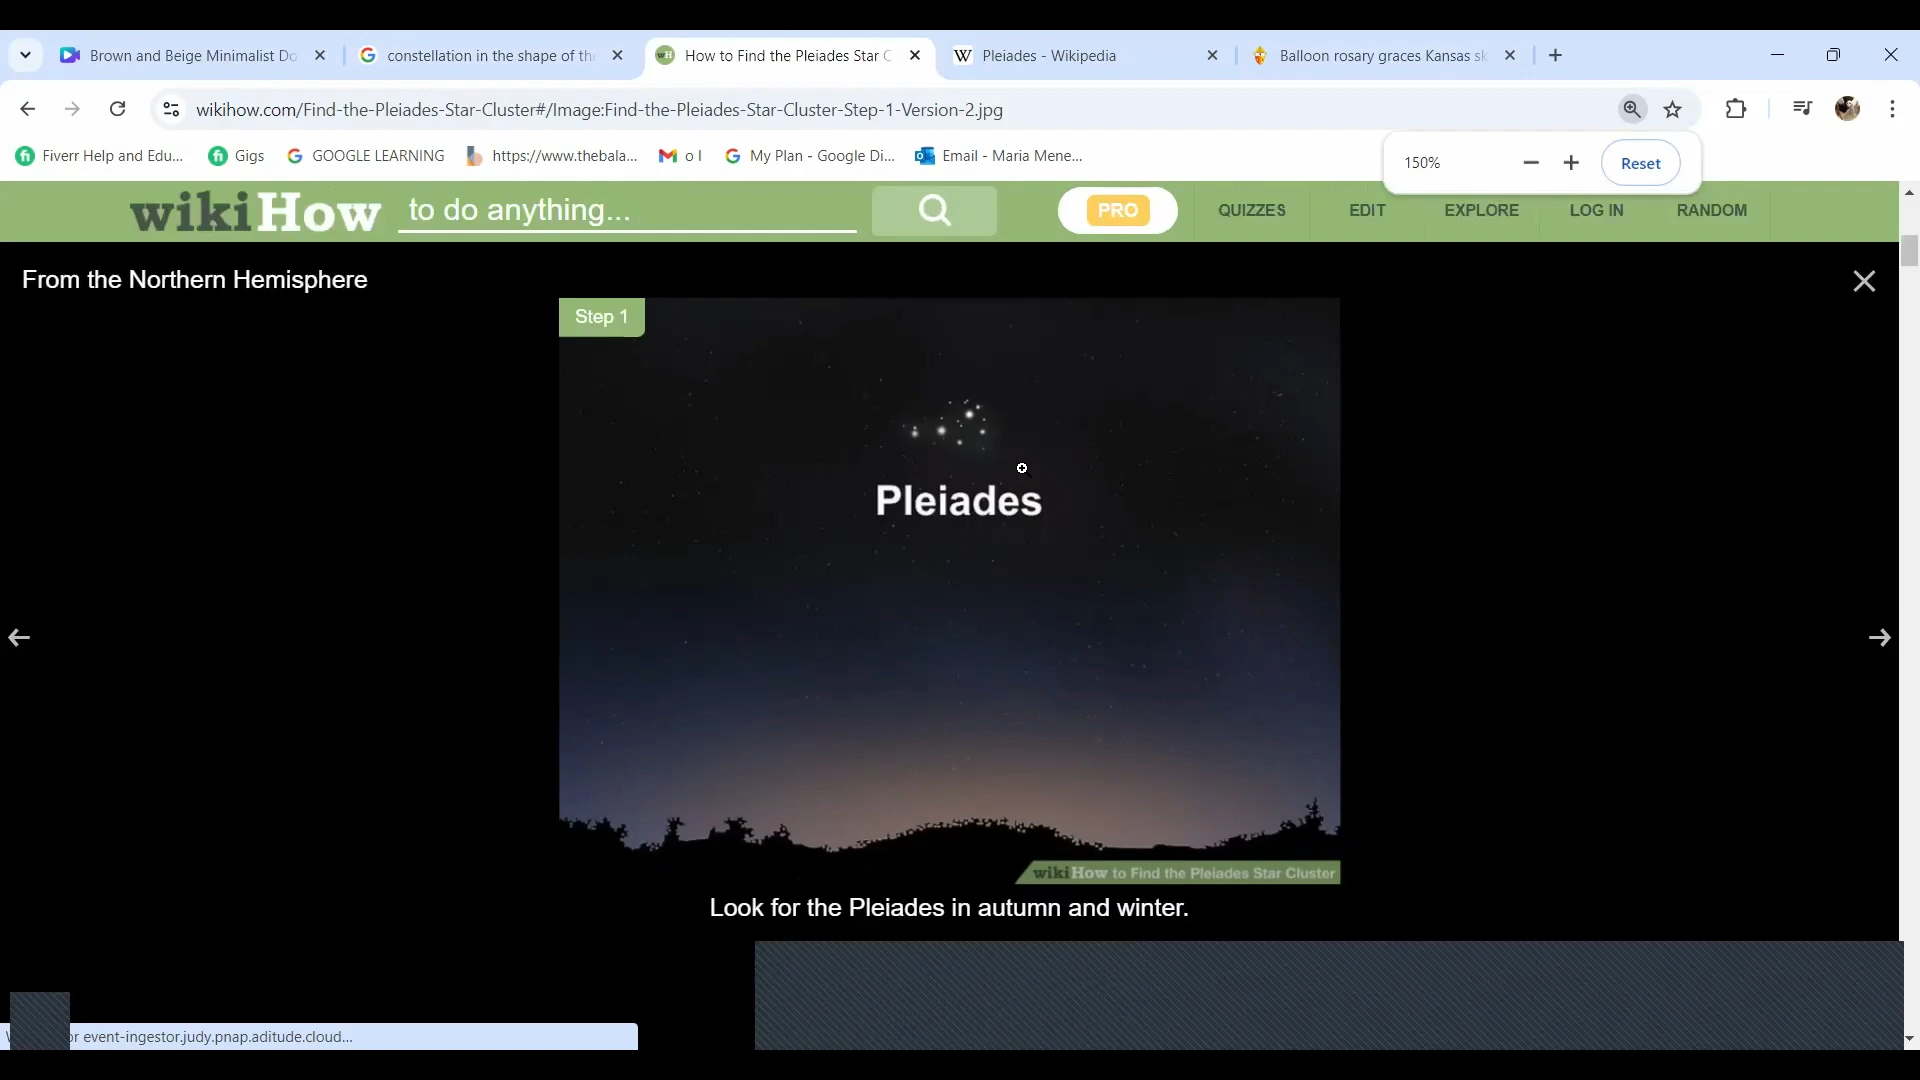 Brown and Beige Minimalist Do
constellation in the shape of th
How to Find the Pleiades Star C
Pleiades - Wikipedia
Balloon rosary graces Kansas sk
wikihow.com/Find-the-Pleiades-Star-Cluster#/Image:Find-the-Pleiades-Star-Cluster-Step-1-Version-2.jpg
Fiverr Help and Edu...
Gigs
GOOGLE LEARNING
https://www.thebala...
o l
My Plan - Google Di...
Email - Maria Mene...
150%
Reset
wikiHow
to do anything...
PRO
QUIZZES
EDIT
EXPLORE
LOG IN
RANDOM
From the Northern Hemisphere
Step 1
Pleiades
wikiHow to Find the Pleiades Star Cluster
Look for the Pleiades in autumn and winter.
event-ingestor.judy.pnap.aditude.cloud...